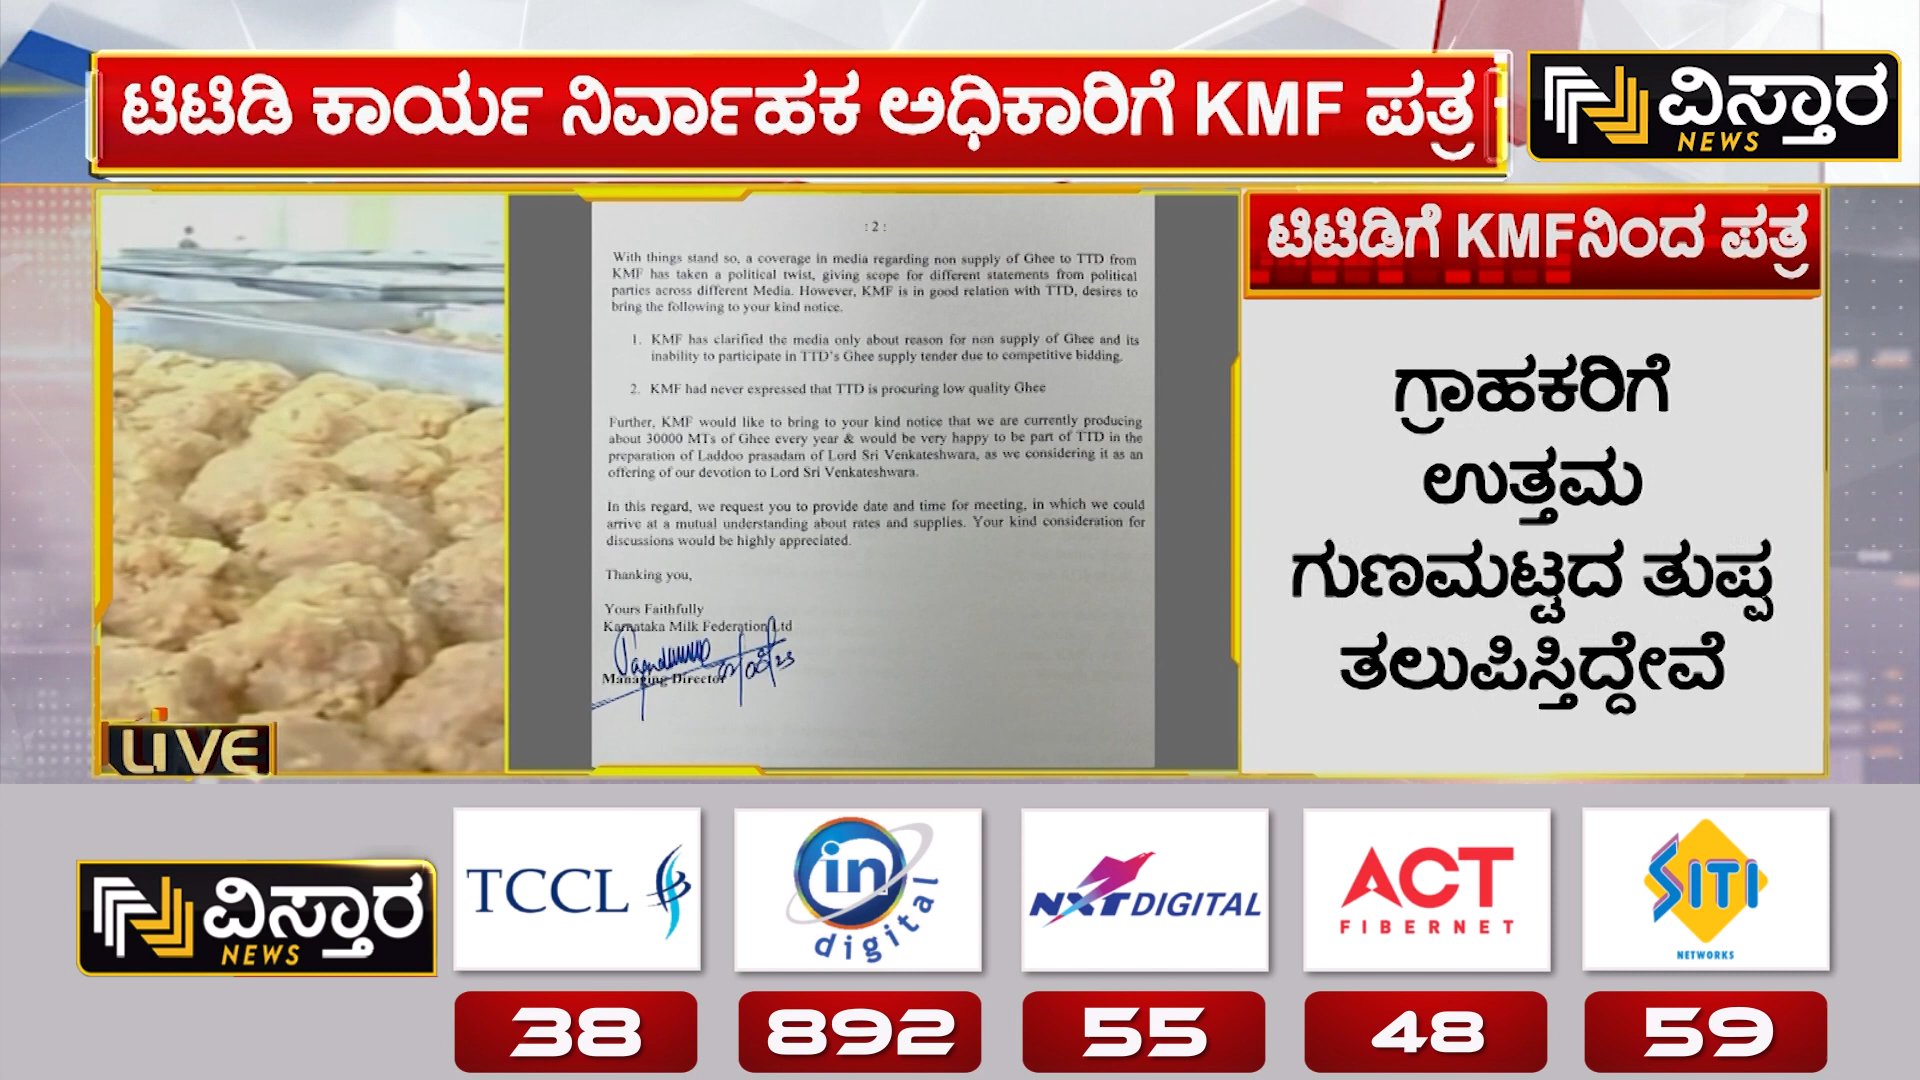 ಟಿಟಿಡಿ ಕಾರ್ಯ ನಿರ್ವಾಹಕ ಅಧಿಕಾರಿಗೆ KMF ಪತ್ರ
ವಿಸ್ತಾರ
NEWS
: 2 :
With things stand so, a coverage in media regarding non supply of Ghee to TTD from
KMF has taken a political twist, giving scope for different statements from political
parties across different Media. However, KMF is in good relation with TTD, desires to
bring the following to your kind notice.
1. KMF has clarified the media only about reason for non supply of Ghee and its
inability to participate in TTD's Ghee supply tender due to competitive bidding.
2. KMF had never expressed that TTD is procuring low quality Ghee
Further, KMF would like to bring to your kind notice that we are currently producing
about 30000 MTs of Ghee every year & would be very happy to be part of TTD in the
preparation of Laddoo prasadam of Lord Sri Venkateshwara, as we considering it as an
offering of our devotion to Lord Sri Venkateshwara.
In this regard, we request you to provide date and time for meeting, in which we could
arrive at a mutual understanding about rates and supplies. Your kind consideration for
discussions would be highly appreciated.
Thanking you,
Yours Faithfully
Karnataka Milk Federation Ltd
Managing Director
ಟಿಟಿಡಿಗೆ KMFನಿಂದ ಪತ್ರ
ಗ್ರಾಹಕರಿಗೆ
ಉತ್ತಮ
ಗುಣಮಟ್ಟದ ತುಪ್ಪ
ತಲುಪಿಸ್ತಿದ್ದೇವೆ
LIVE
ವಿಸ್ತಾರ
NEWS
TCCL
in
digital
NXTDIGITAL
ACT
FIBERNET
SITI
NETWORKS
38
892
55
48
59